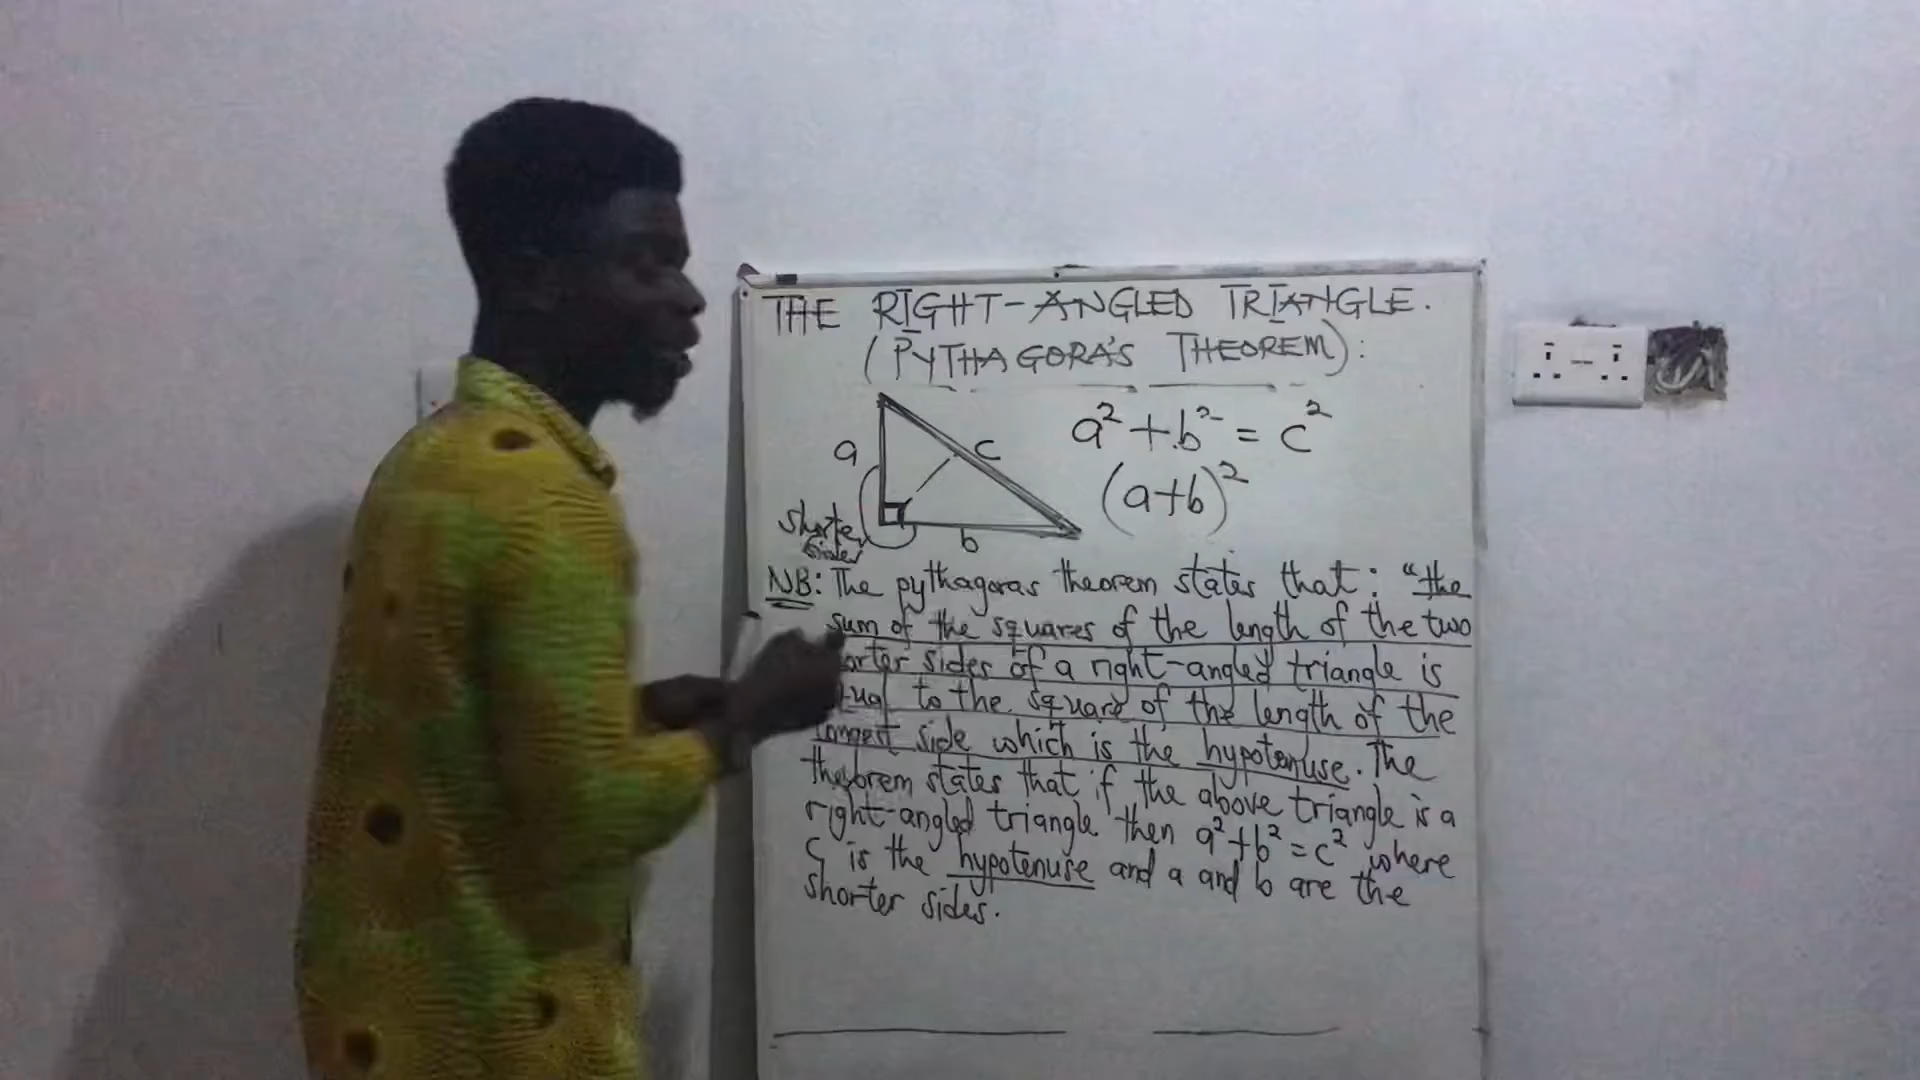 THE RIGHT-ANGLED TRIANGLE.
(PYTHAGORA'S THEOREM):
a² + b² = c²
a
c
(a+b)²
shorter
sides
b
NB: The pythagoras theorem states that: "the
sum of the squares of the length of the two
sides of a right-angled triangle is
to the square of the length of the
longest side which is the hypotenuse. The
theorem states that if the above triangle is a
right-angled triangle then a²+b²=c² where
C is the hypotenuse and a and b are the
shorter sides.